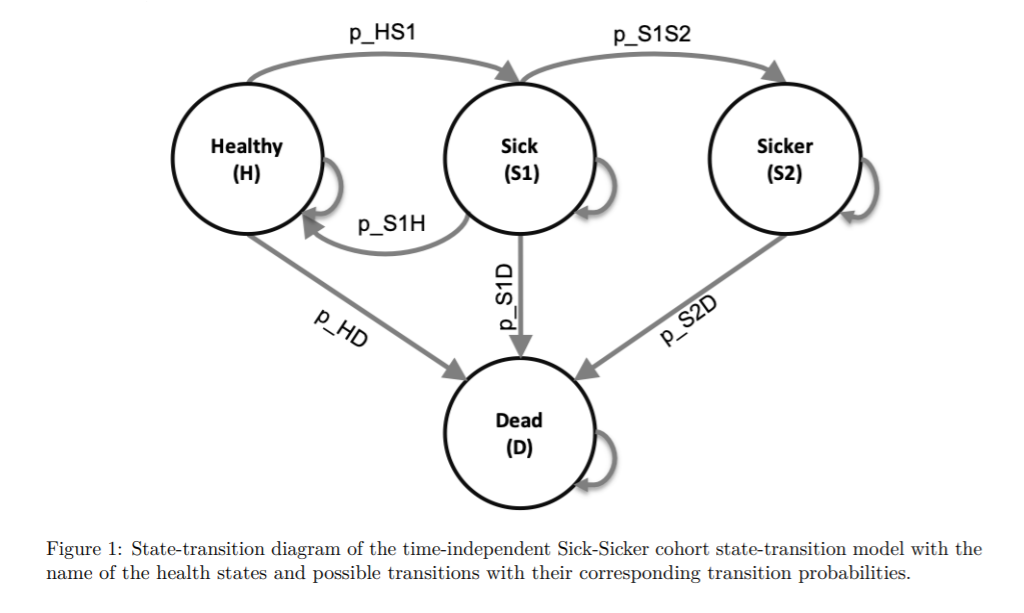 p_HS1
p_S1S2
Healthy
(H)
Sick
(S1)
Sicker
(S2)
p_S1H
p_HD
p_S1D
p_S2D
Dead
(D)
Figure 1: State-transition diagram of the time-independent Sick-Sicker cohort state-transition model with the
name of the health states and possible transitions with their corresponding transition probabilities.